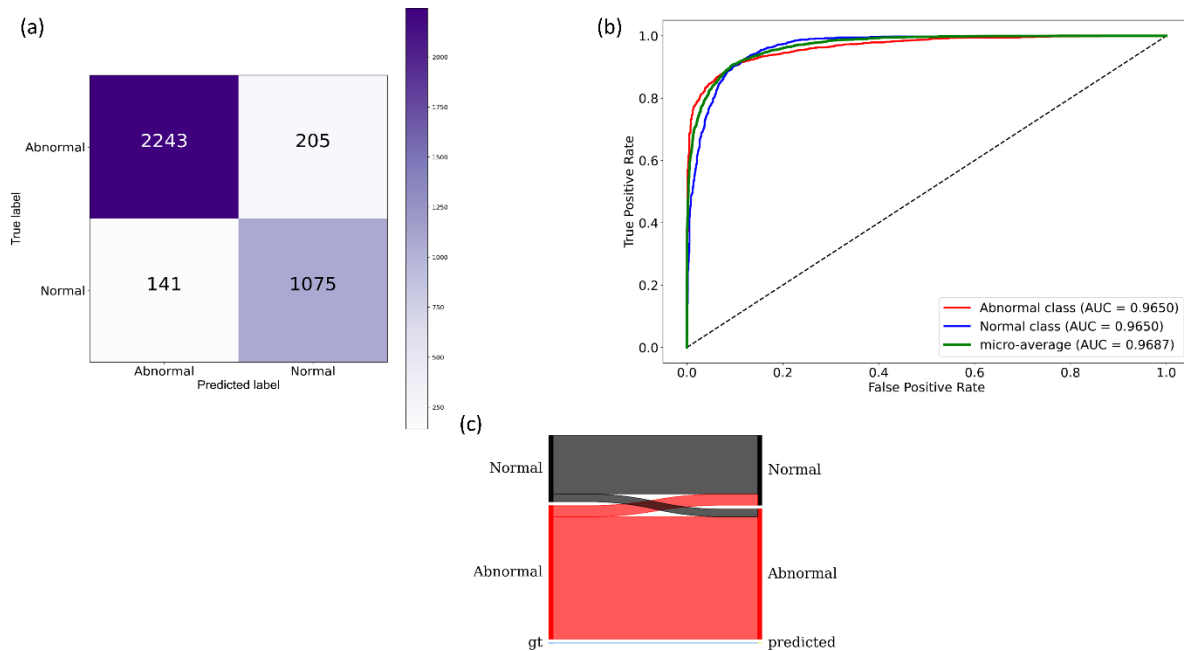 (a)
Abnormal
Normal
True label
2243
205
141
1075
Abnormal
Normal
Predicted label
2000
1750
1500
1250
1000
750
500
250
(b)
1.0
0.8
0.6
0.4
0.2
0.0
True Positive Rate
0.0
0.2
0.4
0.6
0.8
1.0
False Positive Rate
Abnormal class (AUC = 0.9650)
Normal class (AUC = 0.9650)
micro-average (AUC = 0.9687)
(c)
Normal
Normal
Abnormal
Abnormal
gt
predicted